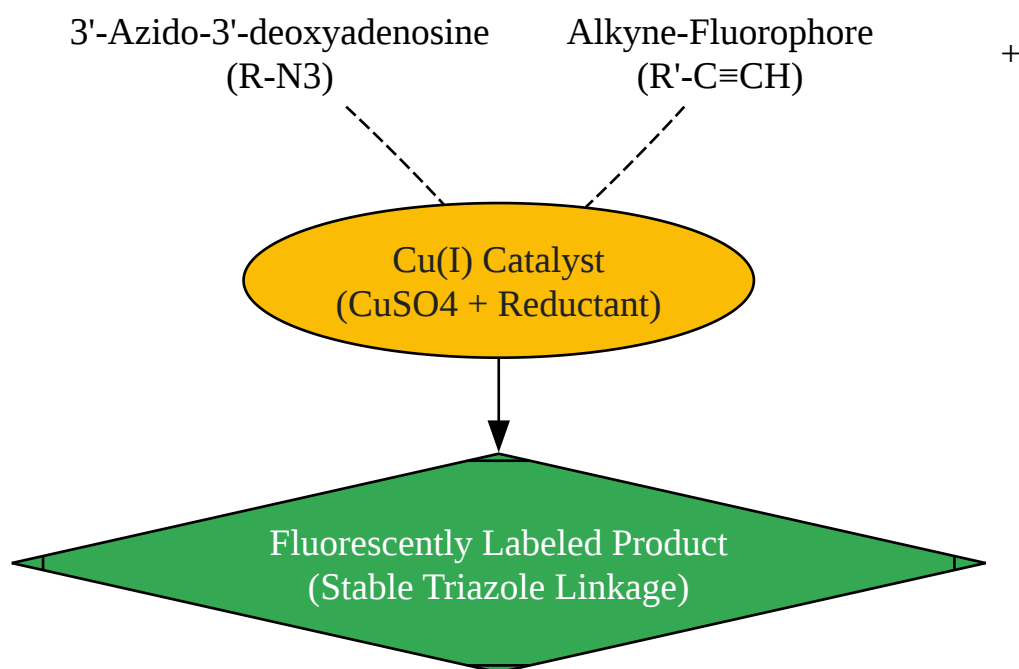 3'-Azido-3'-deoxyadenosine
(R-N3)
Alkyne-Fluorophore
(R'-C≡CH)
+
Cu(I) Catalyst
(CuSO4 + Reductant)
Fluorescently Labeled Product
(Stable Triazole Linkage)